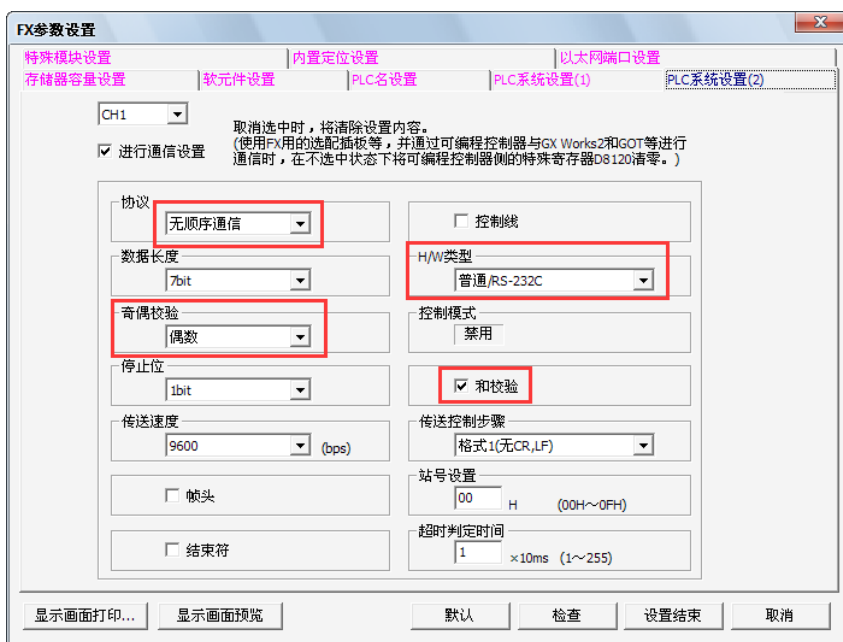 FX参数设置
特殊模块设置
内置定位设置
以太网端口设置
存储器容量设置
软元件设置
PLC名设置
PLC系统设置(1)
PLC系统设置(2)
CH1
进行通信设置
取消选中时，将清除设置内容。
(使用FX用的选配插板等，并通过可编程控制器与GX Works2和GOT等进行
通信时，在不选中状态下将可编程控制器侧的特殊寄存器D8120清零。)
协议
无顺序通信
控制线
数据长度
7bit
H/W类型
普通/RS-232C
奇偶校验
偶数
控制模式
禁用
停止位
1bit
和校验
传送速度
9600 (bps)
传送控制步骤
格式1(无CR,LF)
帧头
站号设置
00 H (00H～0FH)
结束符
超时判定时间
1 ×10ms (1～255)
显示画面打印...
显示画面预览
默认
检查
设置结束
取消